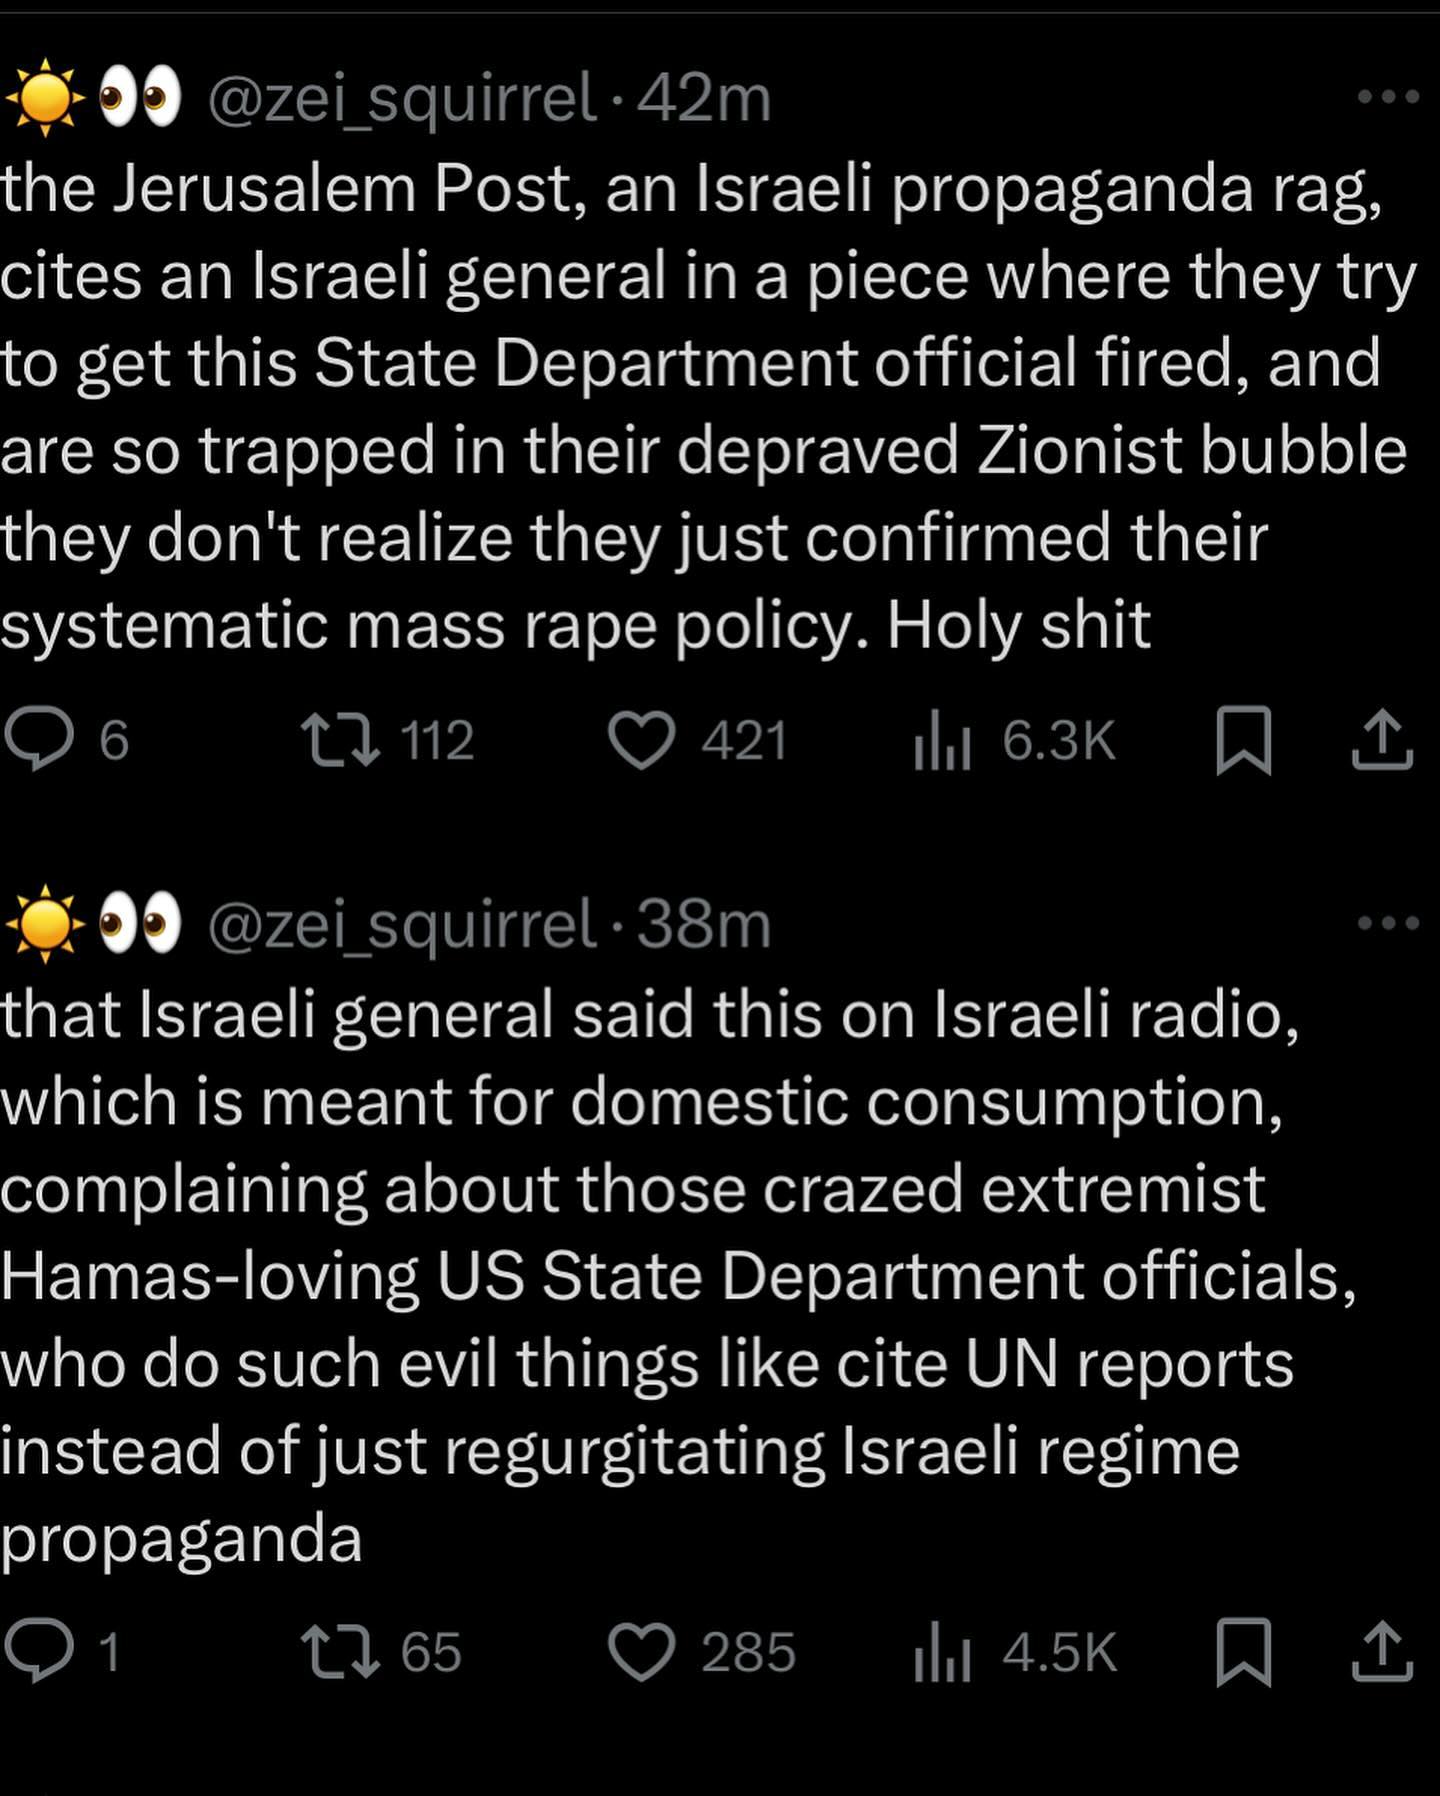 ☀️👀 @zei_squirrel · 42m
the Jerusalem Post, an Israeli propaganda rag,
cites an Israeli general in a piece where they try
to get this State Department official fired, and
are so trapped in their depraved Zionist bubble
they don't realize they just confirmed their
systematic mass rape policy. Holy shit
6 112 421 6.3K
☀️👀 @zei_squirrel · 38m
that Israeli general said this on Israeli radio,
which is meant for domestic consumption,
complaining about those crazed extremist
Hamas-loving US State Department officials,
who do such evil things like cite UN reports
instead of just regurgitating Israeli regime
propaganda
1 65 285 4.5K